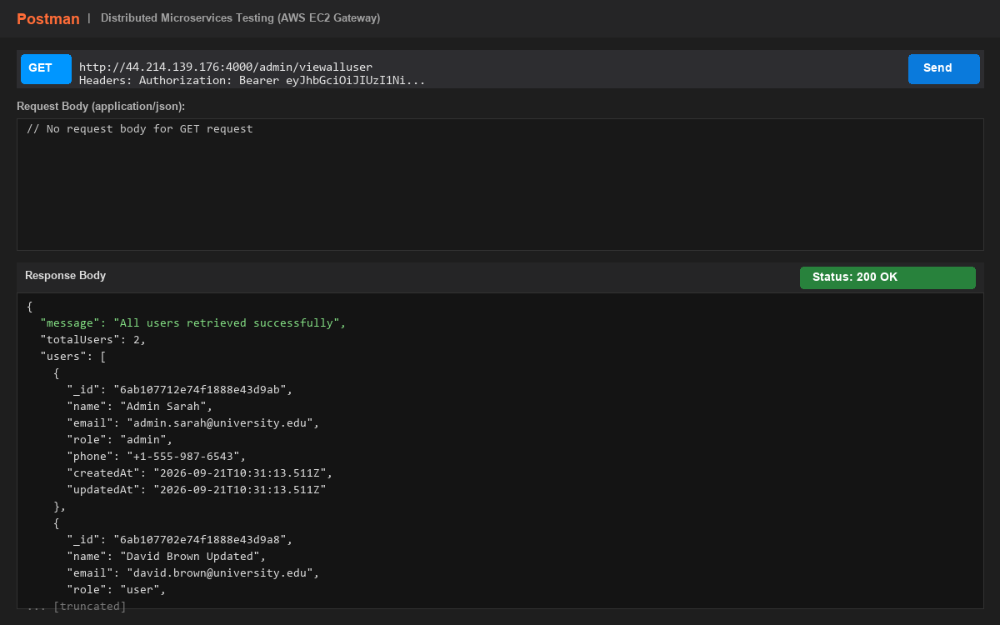 Postman | Distributed Microservices Testing (AWS EC2 Gateway)
GET http://44.214.139.176:4000/admin/viewalluser Send
Headers: Authorization: Bearer eyJhbGciOiJIUzI1Ni...
Request Body (application/json):
// No request body for GET request
Response Body Status: 200 OK
{
  "message": "All users retrieved successfully",
  "totalUsers": 2,
  "users": [
    {
      "_id": "6ab107712e74f1888e43d9ab",
      "name": "Admin Sarah",
      "email": "admin.sarah@university.edu",
      "role": "admin",
      "phone": "+1-555-987-6543",
      "createdAt": "2026-09-21T10:31:13.511Z",
      "updatedAt": "2026-09-21T10:31:13.511Z"
    },
    {
      "_id": "6ab107702e74f1888e43d9a8",
      "name": "David Brown Updated",
      "email": "david.brown@university.edu",
      "role": "user",
... [truncated]